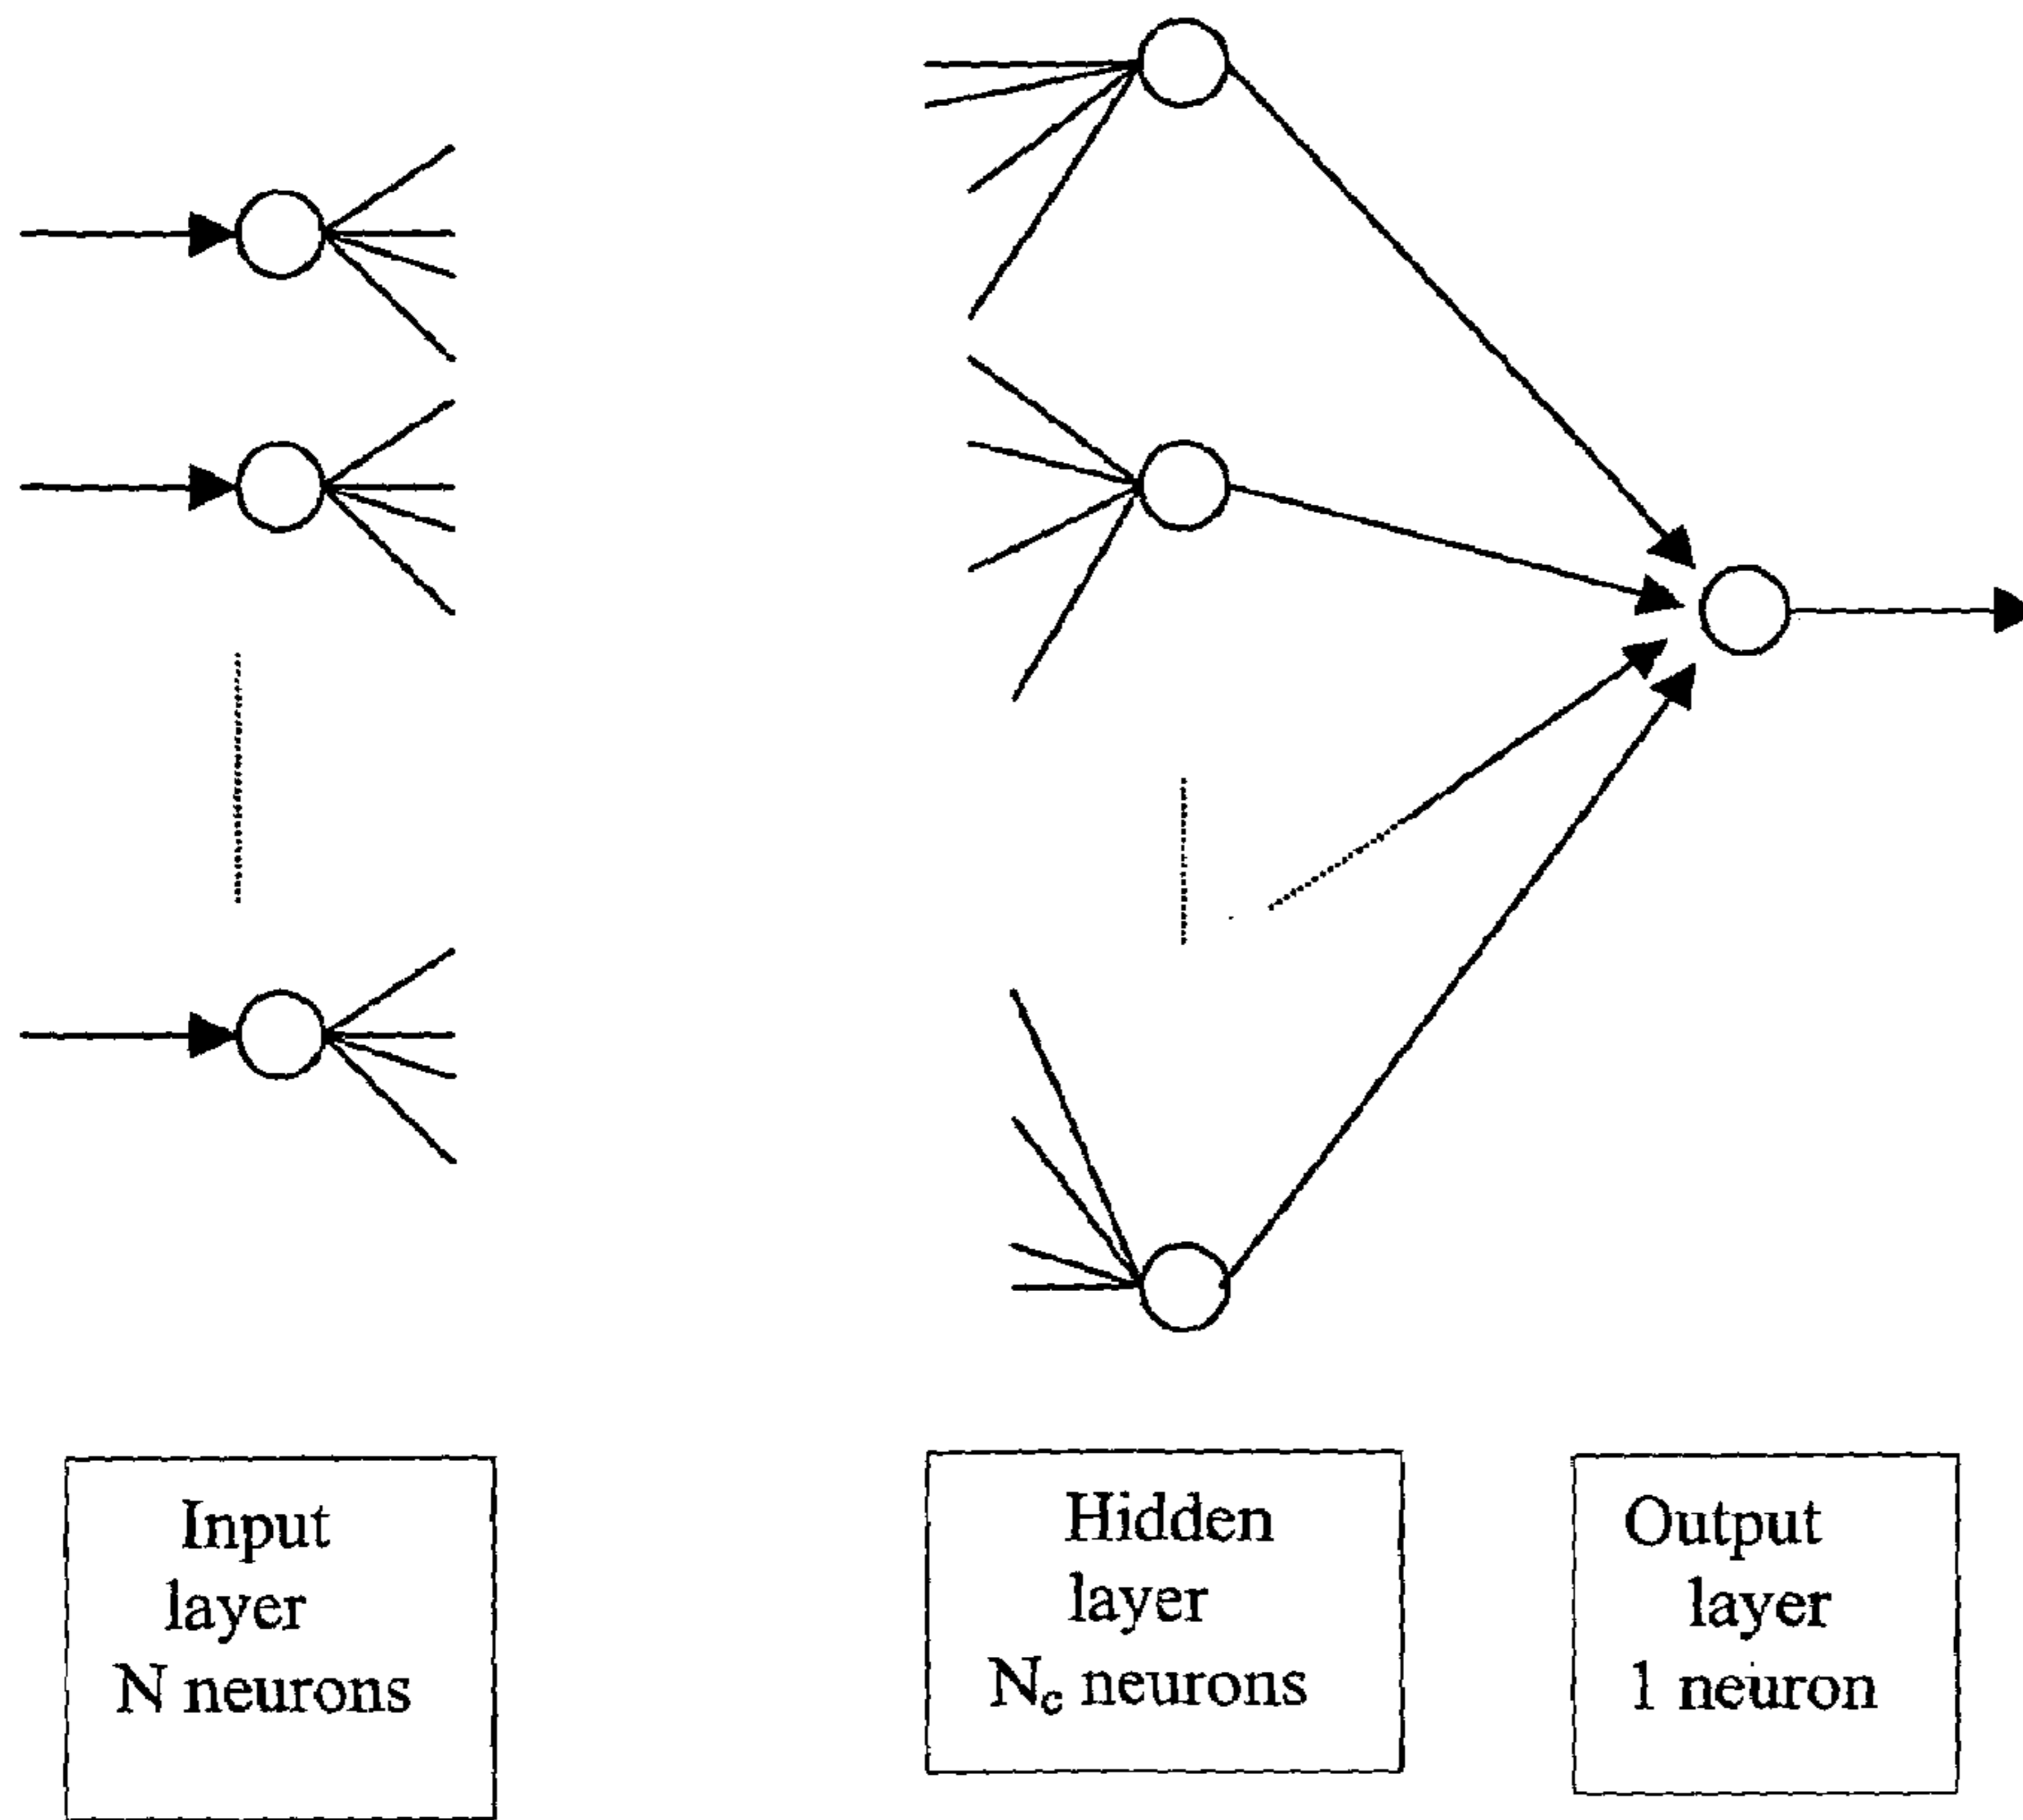 Input
layer
N neurons
Hidden
layer
Nc neurons
Output
layer
1 neuron